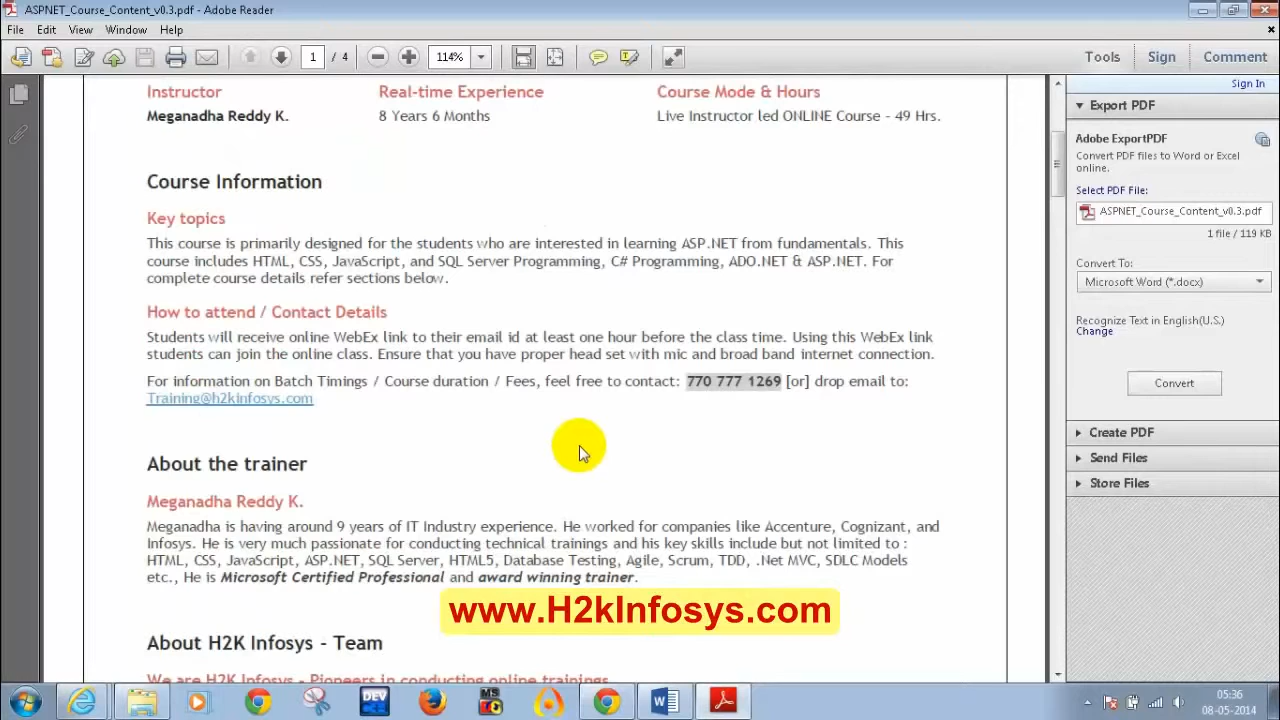 ASPNET_Course_Content_v0.3.pdf - Adobe Reader
File Edit View Window Help
1 / 4 114% Tools Sign Comment
Sign In
Instructor Real-time Experience Course Mode & Hours
Meganadha Reddy K. 8 Years 6 Months Live Instructor led ONLINE Course - 49 Hrs.
Course Information
Key topics
This course is primarily designed for the students who are interested in learning ASP.NET from fundamentals. This
course includes HTML, CSS, JavaScript, and SQL Server Programming, C# Programming, ADO.NET & ASP.NET. For
complete course details refer sections below.
How to attend / Contact Details
Students will receive online WebEx link to their email id at least one hour before the class time. Using this WebEx link
students can join the online class. Ensure that you have proper head set with mic and broad band internet connection.
For information on Batch Timings / Course duration / Fees, feel free to contact: 770 777 1269 [or] drop email to:
Training@h2kinfosys.com
About the trainer
Meganadha Reddy K.
Meganadha is having around 9 years of IT Industry experience. He worked for companies like Accenture, Cognizant, and
Infosys. He is very much passionate for conducting technical trainings and his key skills include but not limited to :
HTML, CSS, JavaScript, ASP.NET, SQL Server, HTML5, Database Testing, Agile, Scrum, TDD, .Net MVC, SDLC Models
etc., He is Microsoft Certified Professional and award winning trainer.
www.H2kInfosys.com
About H2K Infosys - Team
We are H2K Infosys - Pioneers in conducting online trainings
Export PDF
Adobe ExportPDF
Convert PDF files to Word or Excel
online.
Select PDF File:
ASPNET_Course_Content_v0.3.pdf
1 file / 119 KB
Convert To:
Microsoft Word (*.docx)
Recognize Text in English(U.S.)
Change
Convert
Create PDF
Send Files
Store Files
DEV
MS
05:36
08-05-2014